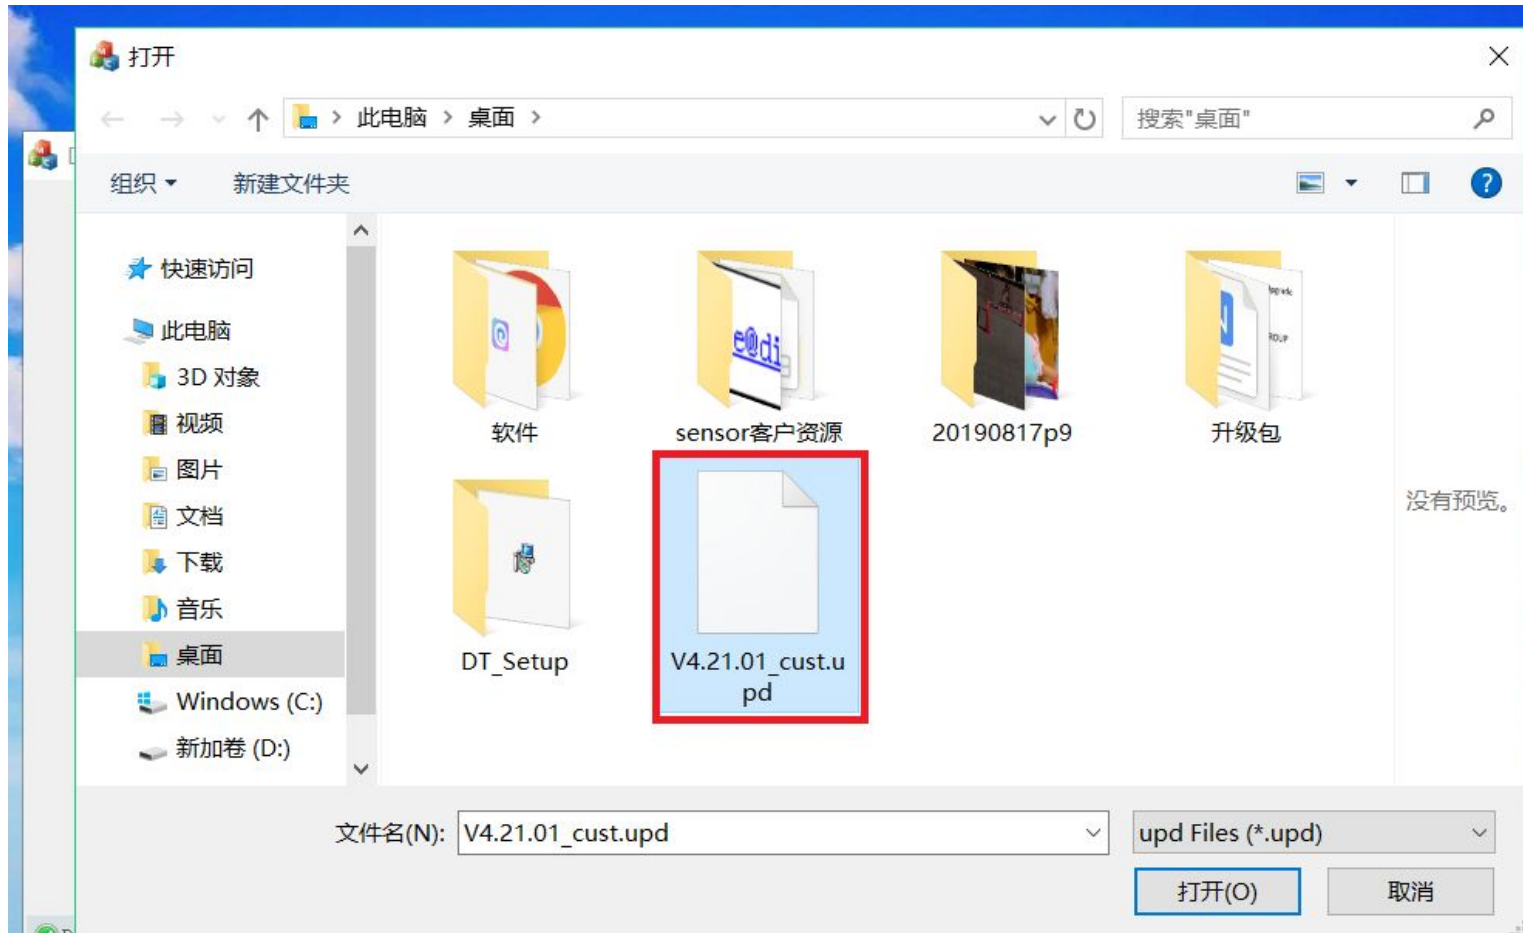 打开
此电脑 > 桌面 >
搜索"桌面"
组织
新建文件夹
快速访问
此电脑
3D 对象
视频
图片
文档
下载
音乐
桌面
Windows (C:)
新加卷 (D:)
e@di
软件
sensor客户资源
20190817p9
升级包
DT_Setup
V4.21.01_cust.u
pd
没有预览。
文件名(N):
V4.21.01_cust.upd
upd Files (*.upd)
打开(O)
取消